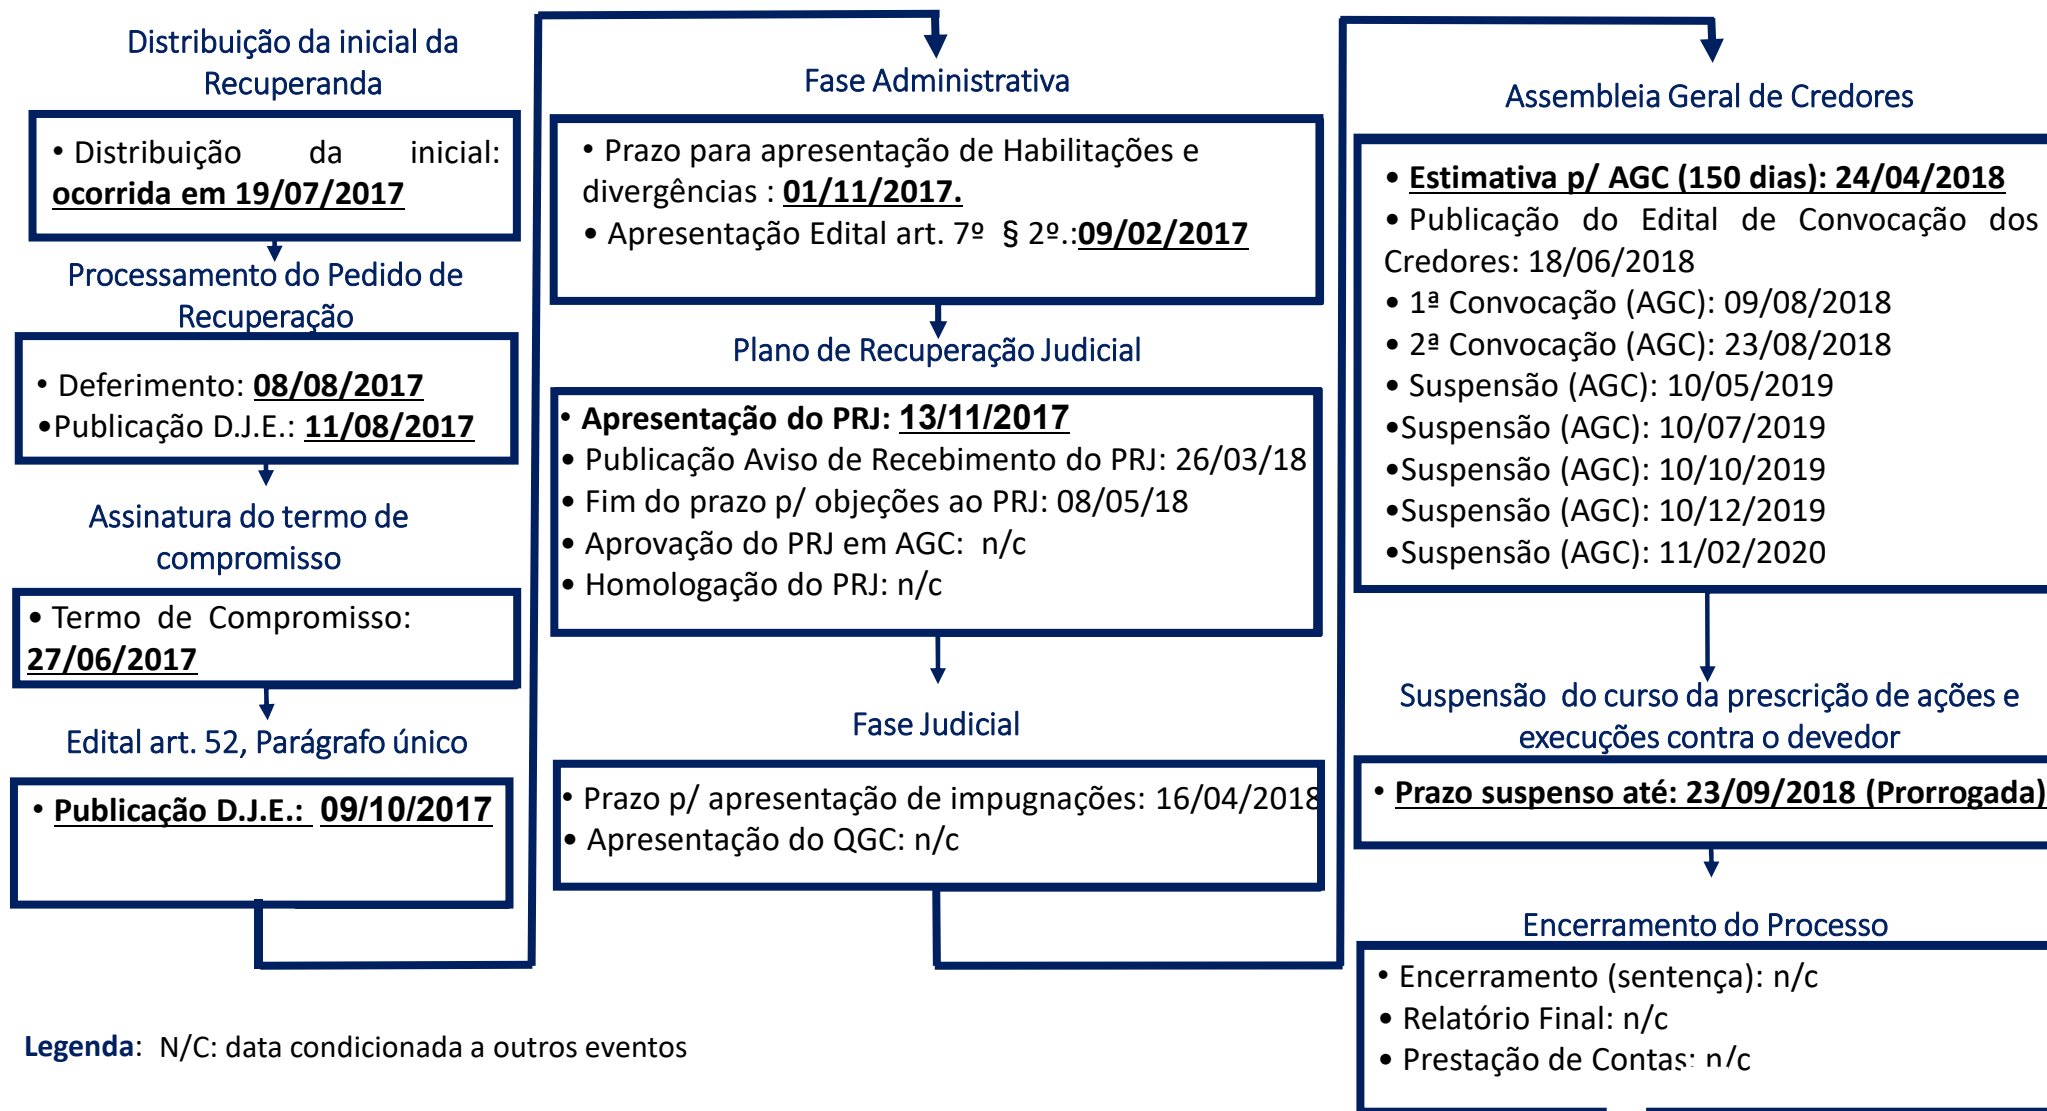 Distribuição da inicial da
Recuperanda
• Distribuição da inicial:
ocorrida em 19/07/2017
Processamento do Pedido de
Recuperação
• Deferimento: 08/08/2017
•Publicação D.J.E.: 11/08/2017
Assinatura do termo de
compromisso
• Termo de Compromisso:
27/06/2017
Edital art. 52, Parágrafo único
• Publicação D.J.E.: 09/10/2017
Fase Administrativa
• Prazo para apresentação de Habilitações e
divergências : 01/11/2017.
• Apresentação Edital art. 7º § 2º.:09/02/2017
Plano de Recuperação Judicial
• Apresentação do PRJ: 13/11/2017
• Publicação Aviso de Recebimento do PRJ: 26/03/18
• Fim do prazo p/ objeções ao PRJ: 08/05/18
• Aprovação do PRJ em AGC: n/c
• Homologação do PRJ: n/c
Fase Judicial
• Prazo p/ apresentação de impugnações: 16/04/2018
• Apresentação do QGC: n/c
Assembleia Geral de Credores
• Estimativa p/ AGC (150 dias): 24/04/2018
• Publicação do Edital de Convocação dos
Credores: 18/06/2018
• 1ª Convocação (AGC): 09/08/2018
• 2ª Convocação (AGC): 23/08/2018
• Suspensão (AGC): 10/05/2019
•Suspensão (AGC): 10/07/2019
•Suspensão (AGC): 10/10/2019
•Suspensão (AGC): 10/12/2019
•Suspensão (AGC): 11/02/2020
Suspensão do curso da prescrição de ações e
execuções contra o devedor
• Prazo suspenso até: 23/09/2018 (Prorrogada)
Encerramento do Processo
• Encerramento (sentença): n/c
• Relatório Final: n/c
• Prestação de Contas: n/c
Legenda: N/C: data condicionada a outros eventos